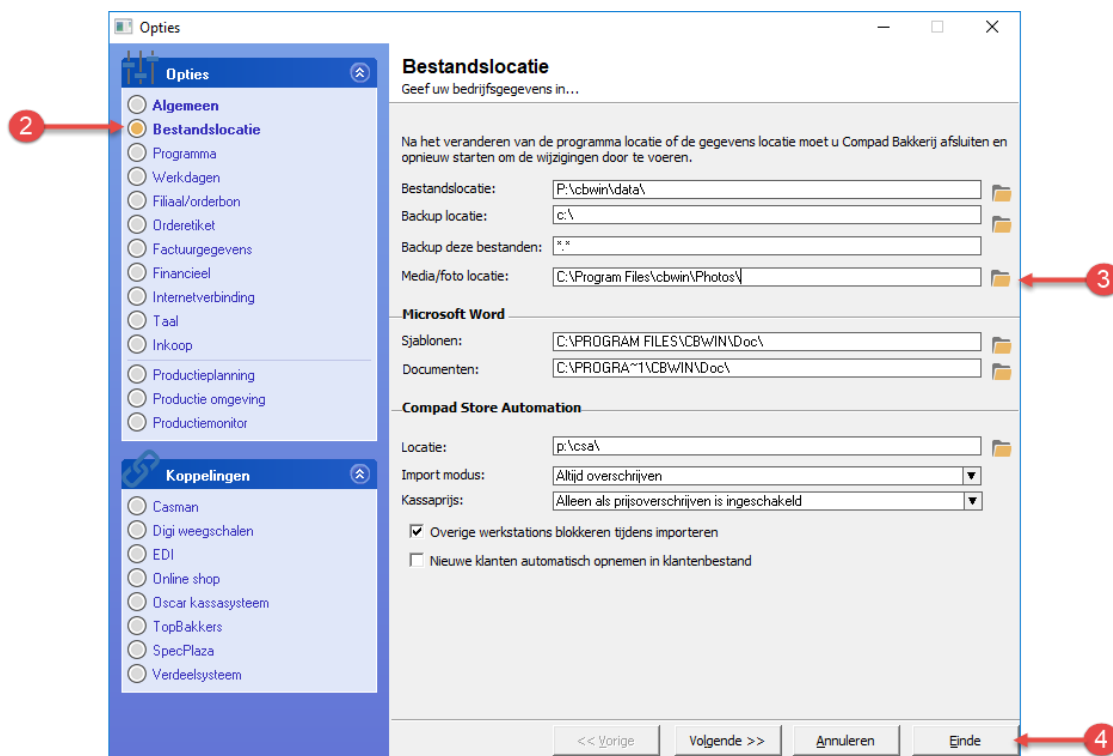 Opties
Opties
Algemeen
Bestandslocatie
Programma
Werkdagen
Filiaal/orderbon
Orderetiket
Factuurgegevens
Financieel
Internetverbinding
Taal
Inkoop
Productieplanning
Productie omgeving
Productiemonitor
Koppelingen
Casman
Digi weegschalen
EDI
Online shop
Oscar kassasysteem
TopBakkers
SpecPlaza
Verdeelsysteem
2
Bestandslocatie
Geef uw bedrijfsgegevens in...
Na het veranderen van de programma locatie of de gegevens locatie moet u Compad Bakkerij afsluiten en
opnieuw starten om de wijzigingen door te voeren.
Bestandslocatie: P:\cbwin\data\
Backup locatie: c:\
Backup deze bestanden: *.*
Media/foto locatie: C:\Program Files\cbwin\Photos\
3
Microsoft Word
Sjablonen: C:\PROGRAM FILES\CBWIN\Doc\
Documenten: C:\PROGRA~1\CBWIN\Doc\
Compad Store Automation
Locatie: p:\csa\
Import modus: Altijd overschrijven
Kassaprijs: Alleen als prijsoverschrijven is ingeschakeld
Overige werkstations blokkeren tijdens importeren
Nieuwe klanten automatisch opnemen in klantenbestand
<< Vorige Volgende >> Annuleren Einde
4